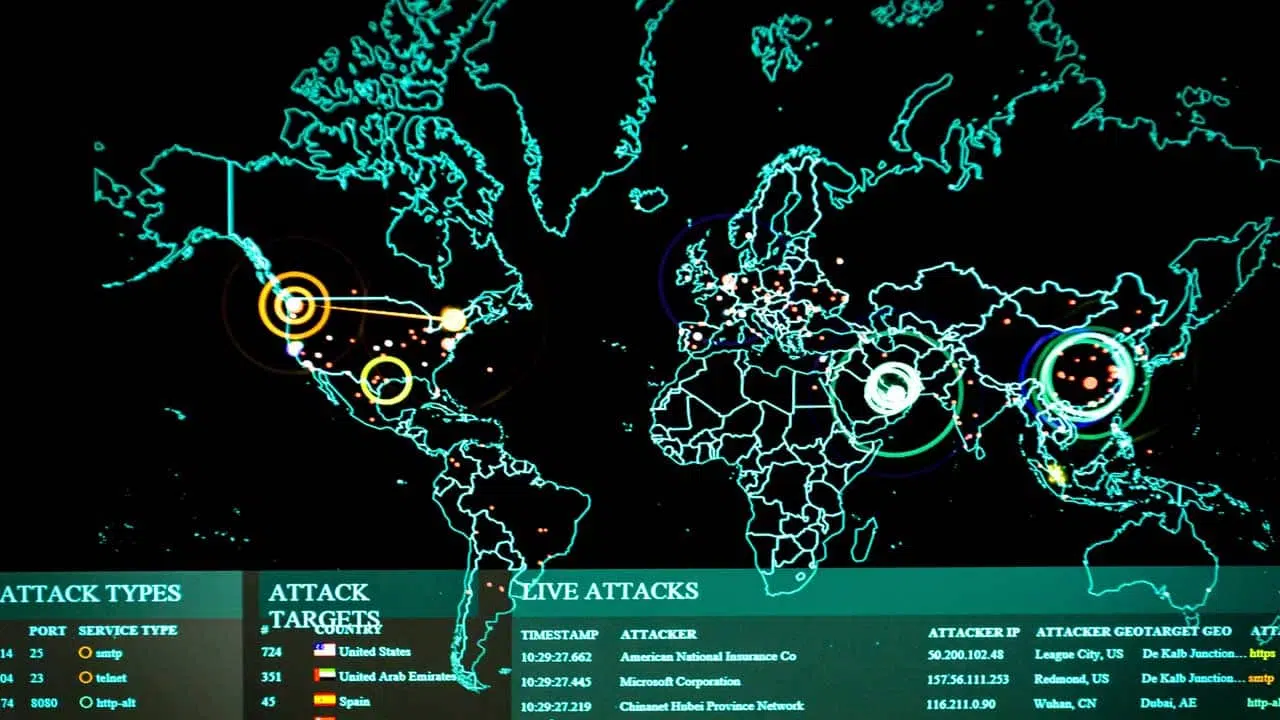 ATTACK TYPES
PORT SERVICE TYPE
14 25 smtp
04 23 telnet
74 8080 http-alt
ATTACK
TARGETS
# COUNTRY
724 United States
351 United Arab Emirates
45 Spain
LIVE ATTACKS
TIMESTAMP ATTACKER ATTACKER IP ATTACKER GEO TARGET GEO ATT
10:29:27.662 American National Insurance Co 50.200.102.48 League City, US De Kalb Junction... https
10:29:27.445 Microsoft Corporation 157.56.111.253 Redmond, US De Kalb Junction... smtp
10:29:27.219 Chinanet Hubei Province Network 116.211.0.90 Wuhan, CN Dubai, AE http-al